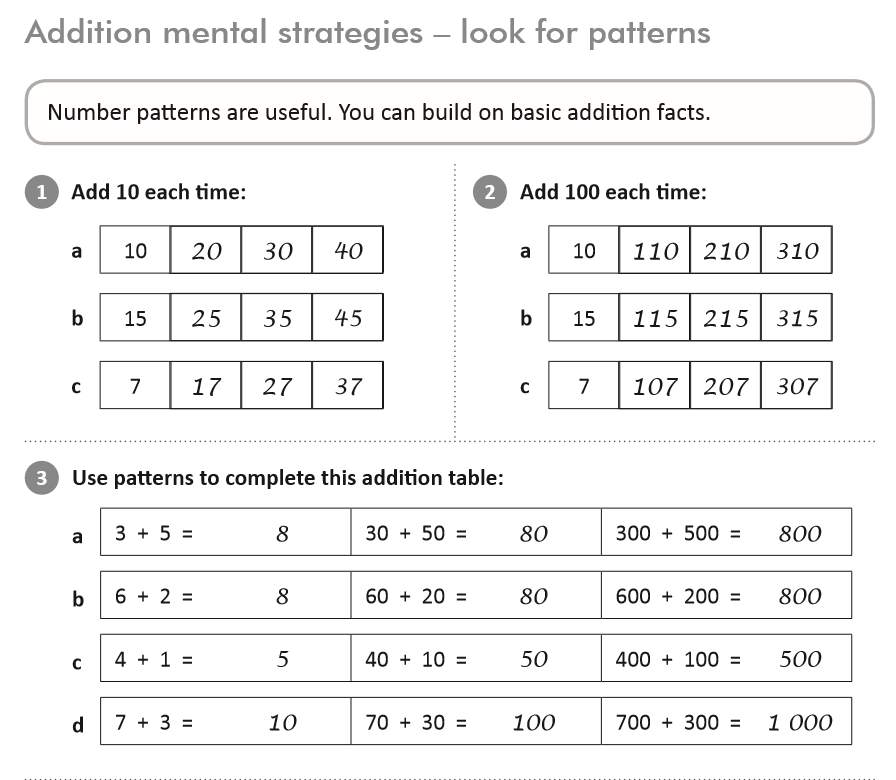 Addition mental strategies – look for patterns
Number patterns are useful. You can build on basic addition facts.
1 Add 10 each time:
a 10 20 30 40
b 15 25 35 45
c 7 17 27 37
2 Add 100 each time:
a 10 110 210 310
b 15 115 215 315
c 7 107 207 307
3 Use patterns to complete this addition table:
a 3 + 5 = 8 30 + 50 = 80 300 + 500 = 800
b 6 + 2 = 8 60 + 20 = 80 600 + 200 = 800
c 4 + 1 = 5 40 + 10 = 50 400 + 100 = 500
d 7 + 3 = 10 70 + 30 = 100 700 + 300 = 1 000